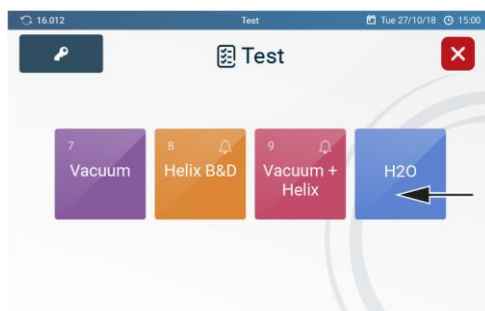 16.012 Test Tue 27/10/18 15:00
Test
7
Vacuum
8
Helix B&D
9
Vacuum +
Helix
H2O